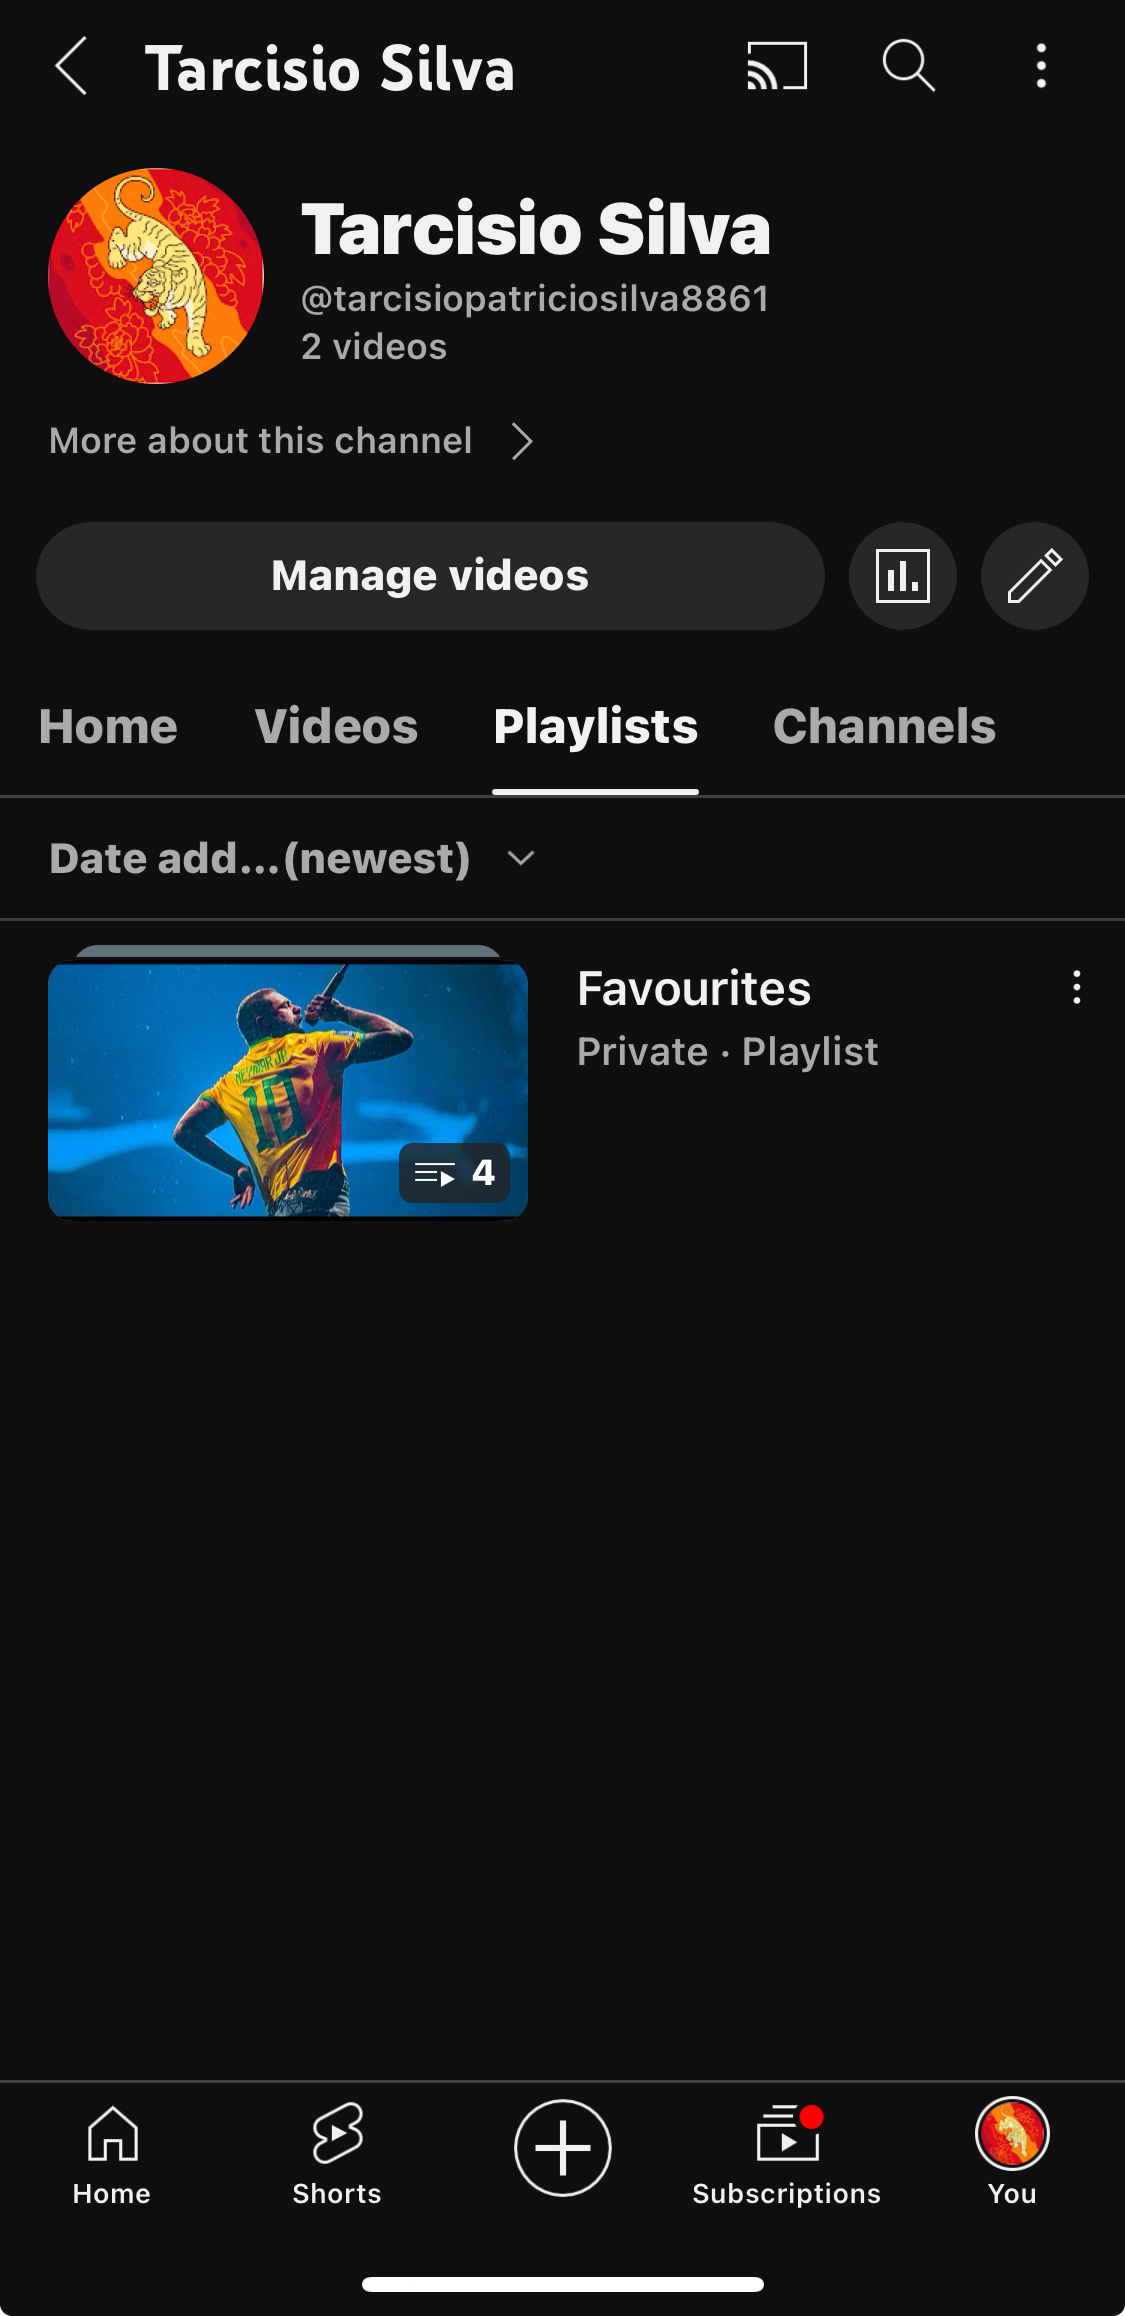 Tarcisio Silva
Tarcisio Silva
@tarcisiopatriciosilva8861
2 videos
More about this channel
Manage videos
Home Videos Playlists Channels
Date add...(newest)
Favourites
Private · Playlist
NEYMAR JR
10
4
Home Shorts Subscriptions You